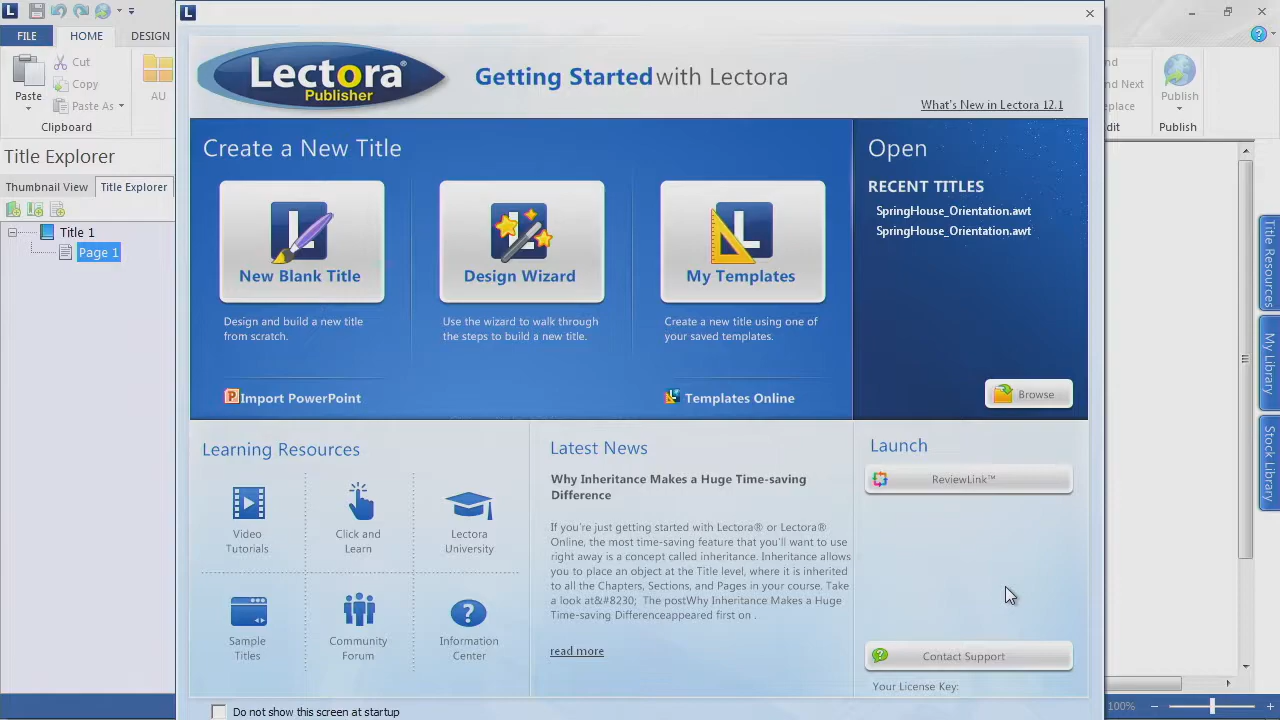 FILE
HOME
DESIGN
Paste
Cut
Copy
Paste As
Clipboard
AU
Title Explorer
Thumbnail View
Title Explorer
Title 1
Page 1
Lectora®
Publisher
Getting Started with Lectora
What's New in Lectora 12.1
Create a New Title
New Blank Title
Design and build a new title
from scratch.
Design Wizard
Use the wizard to walk through
the steps to build a new title.
My Templates
Create a new title using one of
your saved templates.
Import PowerPoint
Templates Online
Open
RECENT TITLES
SpringHouse_Orientation.awt
SpringHouse_Orientation.awt
Browse
Learning Resources
Video
Tutorials
Click and
Learn
Lectora
University
Sample
Titles
Community
Forum
Information
Center
Latest News
Why Inheritance Makes a Huge Time-saving
Difference
If you're just getting started with Lectora® or Lectora®
Online, the most time-saving feature that you'll want to use
right away is a concept called inheritance. Inheritance allows
you to place an object at the Title level, where it is inherited
to all the Chapters, Sections, and Pages in your course. Take
a look at&#8230; The postWhy Inheritance Makes a Huge
Time-saving Differenceappeared first on .
read more
Launch
ReviewLink™
Contact Support
Your License Key:
Do not show this screen at startup
nd
nd Next
place
dit
Publish
Publish
Title Resources
My Library
Stock Library
100%